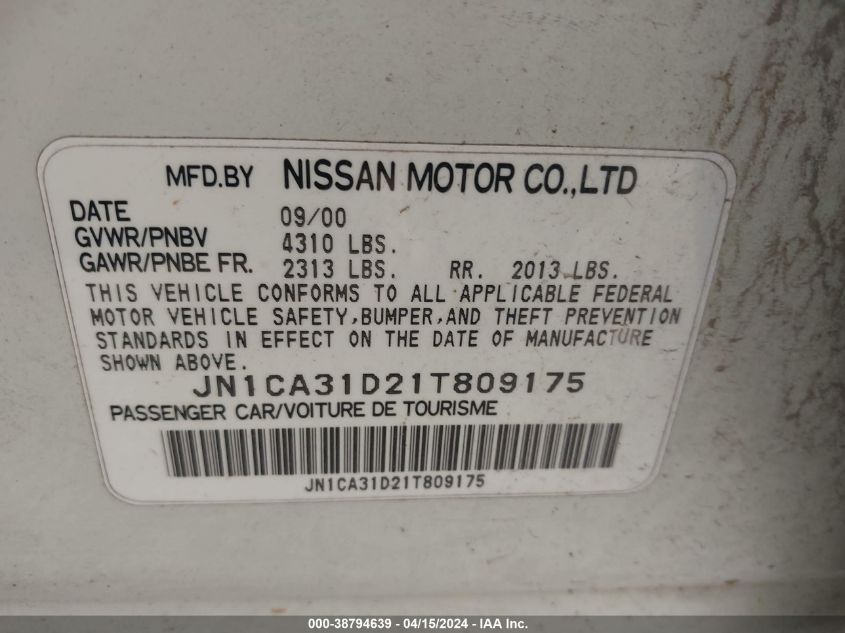 MFD.BY NISSAN MOTOR CO.,LTD
DATE 09/00
GVWR/PNBV 4310 LBS.
GAWR/PNBE FR. 2313 LBS. RR. 2013 LBS.
THIS VEHICLE CONFORMS TO ALL APPLICABLE FEDERAL
MOTOR VEHICLE SAFETY,BUMPER,AND THEFT PREVENTION
STANDARDS IN EFFECT ON THE DATE OF MANUFACTURE
SHOWN ABOVE.
JN1CA31D21T809175
PASSENGER CAR/VOITURE DE TOURISME
JN1CA31D21T809175
000-38794639 - 04/15/2024 - IAA Inc.